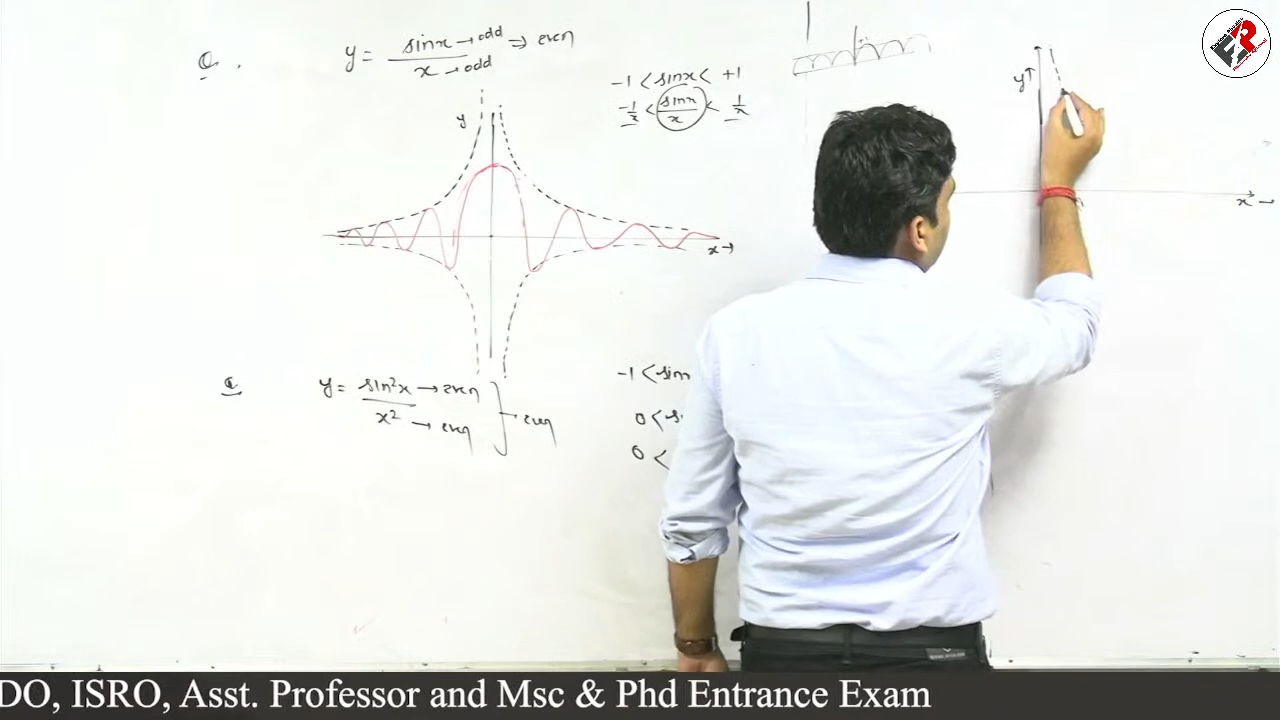 Q.
y = sinx → odd ⇒ even
x → odd
-1 < sinx < +1
-1/x < sinx/x < 1/x
y
x →
y↑
x →
Q
y = sin²x → even
x² → even
→ even
-1 < sin
0 < s
0 <
DO, ISRO, Asst. Professor and Msc & Phd Entrance Exam